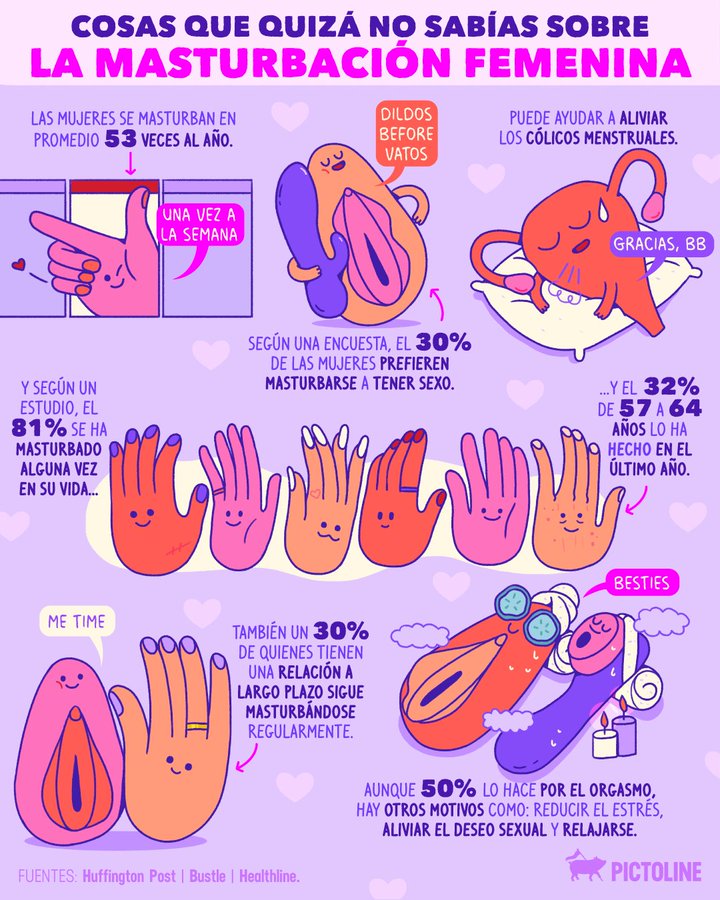 COSAS QUE QUIZÁ NO SABÍAS SOBRE
LA MASTURBACIÓN FEMENINA
LAS MUJERES SE MASTURBAN EN
PROMEDIO 53 VECES AL AÑO.
UNA VEZ A
LA SEMANA
DILDOS
BEFORE
VATOS
SEGÚN UNA ENCUESTA, EL 30%
DE LAS MUJERES PREFIEREN
MASTURBARSE A TENER SEXO.
PUEDE AYUDAR A ALIVIAR
LOS CÓLICOS MENSTRUALES.
GRACIAS, BB
Y SEGÚN UN
ESTUDIO, EL
81% SE HA
MASTURBADO
ALGUNA VEZ
EN SU VIDA...
...Y EL 32%
DE 57 A 64
AÑOS LO HA
HECHO EN EL
ÚLTIMO AÑO.
ME TIME
TAMBIÉN UN 30%
DE QUIENES TIENEN
UNA RELACIÓN A
LARGO PLAZO SIGUE
MASTURBÁNDOSE
REGULARMENTE.
BESTIES
AUNQUE 50% LO HACE POR EL ORGASMO,
HAY OTROS MOTIVOS COMO: REDUCIR EL ESTRÉS,
ALIVIAR EL DESEO SEXUAL Y RELAJARSE.
FUENTES: Huffington Post | Bustle | Healthline.
PICTOLINE